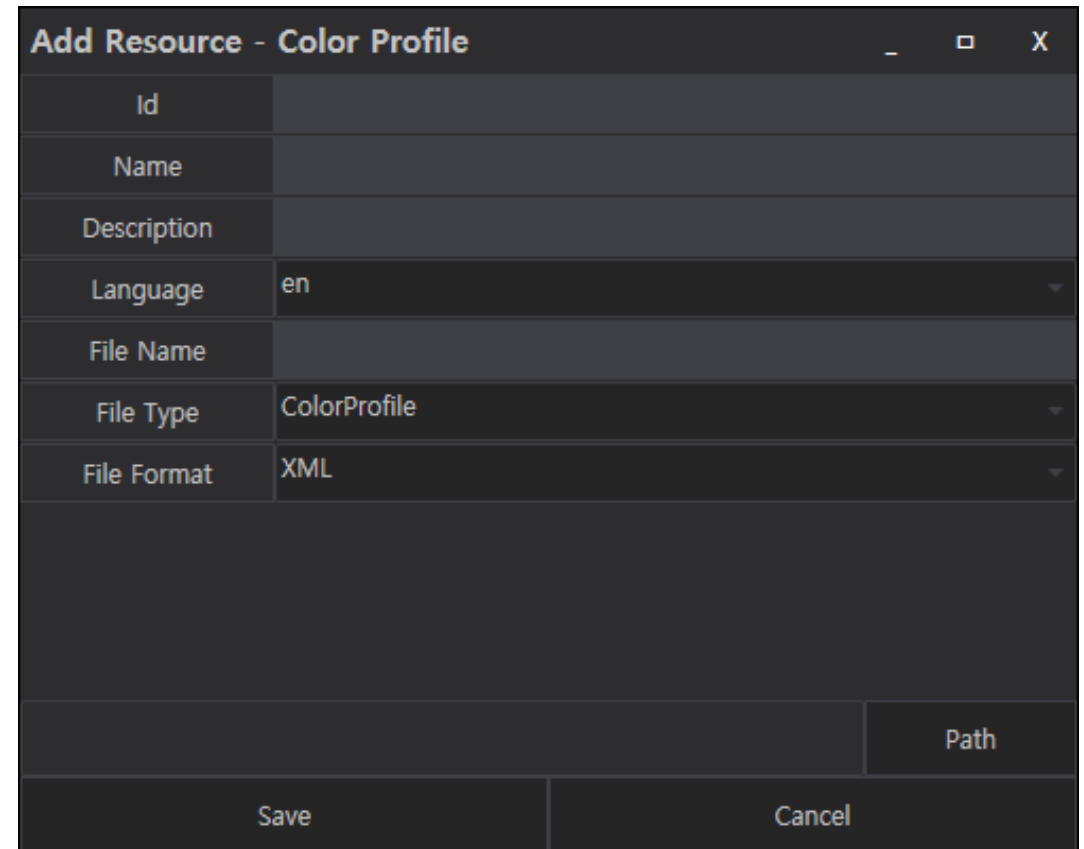 Add Resource - Color Profile _ □ X
Id
Name
Description
Language en
File Name
File Type ColorProfile
File Format XML
Path
Save Cancel